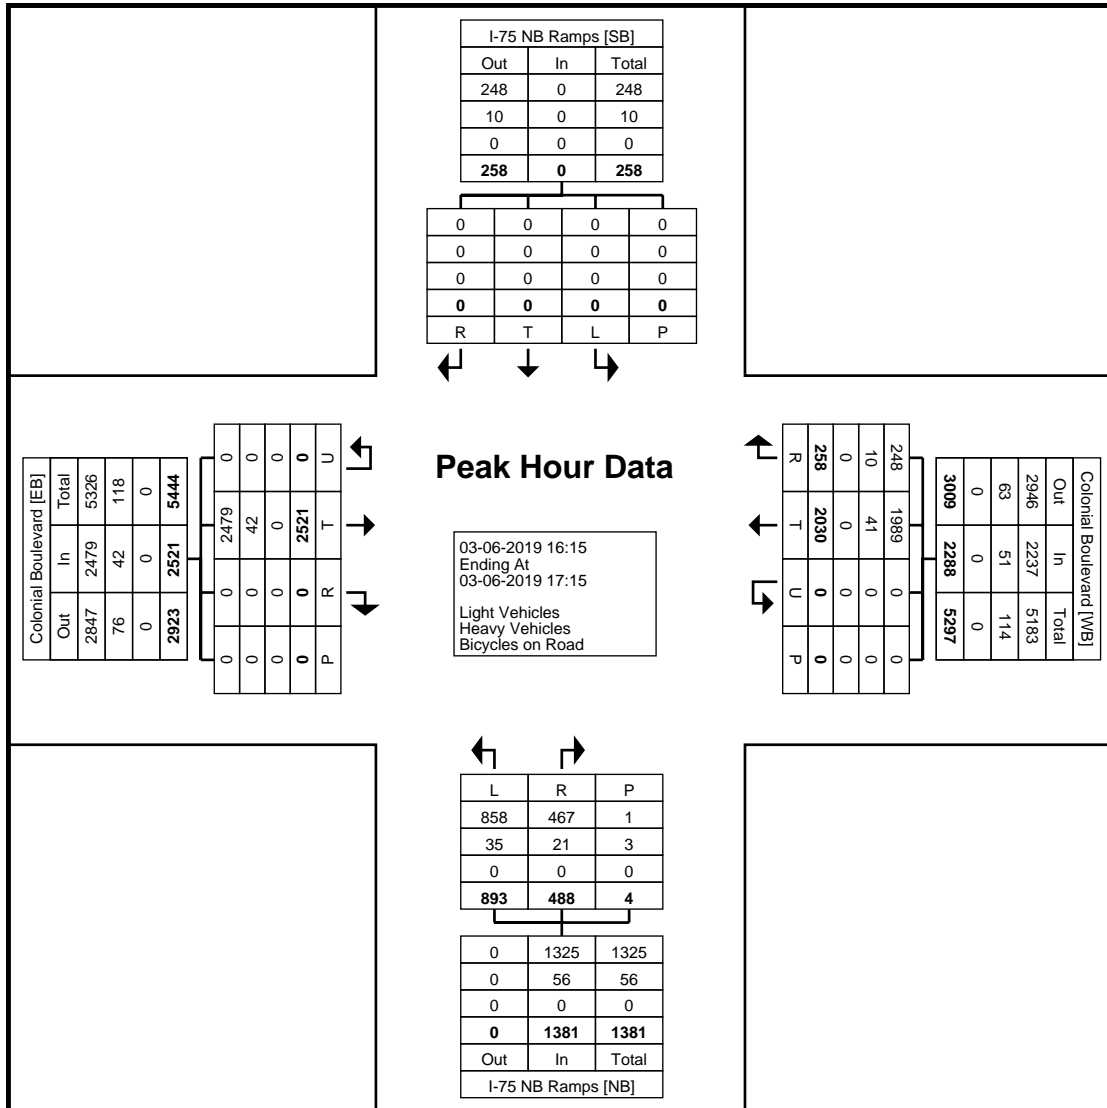 I-75 NB Ramps [SB]
Out In Total
248 0 248
10 0 10
0 0 0
258 0 258
0 0 0 0
0 0 0 0
0 0 0 0
0 0 0 0
R T L P
Colonial Boulevard [EB]
Out In Total
2847 2479 5326
76 42 118
0 0 0
2923 2521 5444
0 2479 0 0
0 42 0 0
0 0 0 0
0 2521 0 0
U T R P
Peak Hour Data
03-06-2019 16:15
Ending At
03-06-2019 17:15
Light Vehicles
Heavy Vehicles
Bicycles on Road
R T U P
258 2030 0 0
0 0 0 0
10 41 0 0
248 1989 0 0
Colonial Boulevard [WB]
Out In Total
2946 2237 5183
63 51 114
0 0 0
3009 2288 5297
L R P
858 467 1
35 21 3
0 0 0
893 488 4
0 1325 1325
0 56 56
0 0 0
0 1381 1381
Out In Total
I-75 NB Ramps [NB]